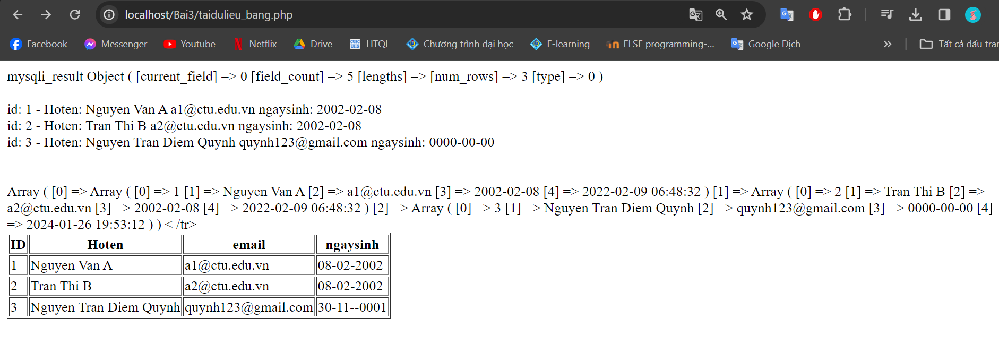 localhost/Bai3/taidulieu_bang.php
Facebook Messenger Youtube Netflix Drive CUSC UIIS HTQL Chương trình đại học E-learning ELSE programming-... Google Dịch » Tất cả dấu tran
mysqli_result Object ( [current_field] => 0 [field_count] => 5 [lengths] => [num_rows] => 3 [type] => 0 )
id: 1 - Hoten: Nguyen Van A a1@ctu.edu.vn ngaysinh: 2002-02-08
id: 2 - Hoten: Tran Thi B a2@ctu.edu.vn ngaysinh: 2002-02-08
id: 3 - Hoten: Nguyen Tran Diem Quynh quynh123@gmail.com ngaysinh: 0000-00-00
Array ( [0] => Array ( [0] => 1 [1] => Nguyen Van A [2] => a1@ctu.edu.vn [3] => 2002-02-08 [4] => 2022-02-09 06:48:32 ) [1] => Array ( [0] => 2 [1] => Tran Thi B [2] =>
a2@ctu.edu.vn [3] => 2002-02-08 [4] => 2022-02-09 06:48:32 ) [2] => Array ( [0] => 3 [1] => Nguyen Tran Diem Quynh [2] => quynh123@gmail.com [3] => 0000-00-00 [4]
=> 2024-01-26 19:53:12 ) ) < /tr>
ID Hoten email ngaysinh
1 Nguyen Van A a1@ctu.edu.vn 08-02-2002
2 Tran Thi B a2@ctu.edu.vn 08-02-2002
3 Nguyen Tran Diem Quynh quynh123@gmail.com 30-11--0001